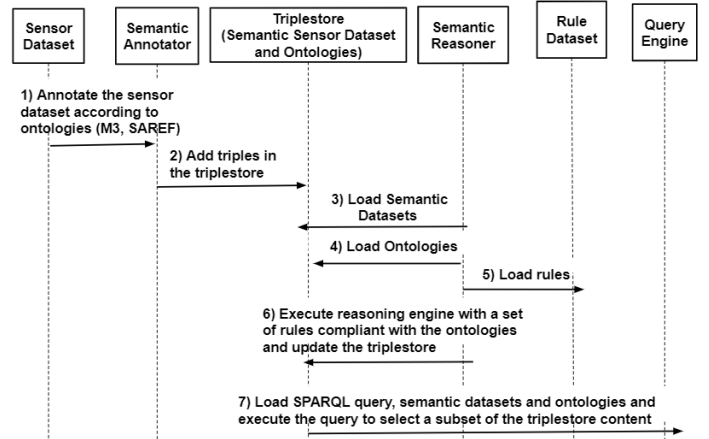 Sensor
Dataset
Semantic
Annotator
Triplestore
(Semantic Sensor Dataset
and Ontologies)
Semantic
Reasoner
Rule
Dataset
Query
Engine
1) Annotate the sensor
dataset according to
ontologies (M3, SAREF)
2) Add triples in
the triplestore
3) Load Semantic
Datasets
4) Load Ontologies
5) Load rules
6) Execute reasoning engine with a set
of rules compliant with the ontologies
and update the triplestore
7) Load SPARQL query, semantic datasets and ontologies and
execute the query to select a subset of the triplestore content